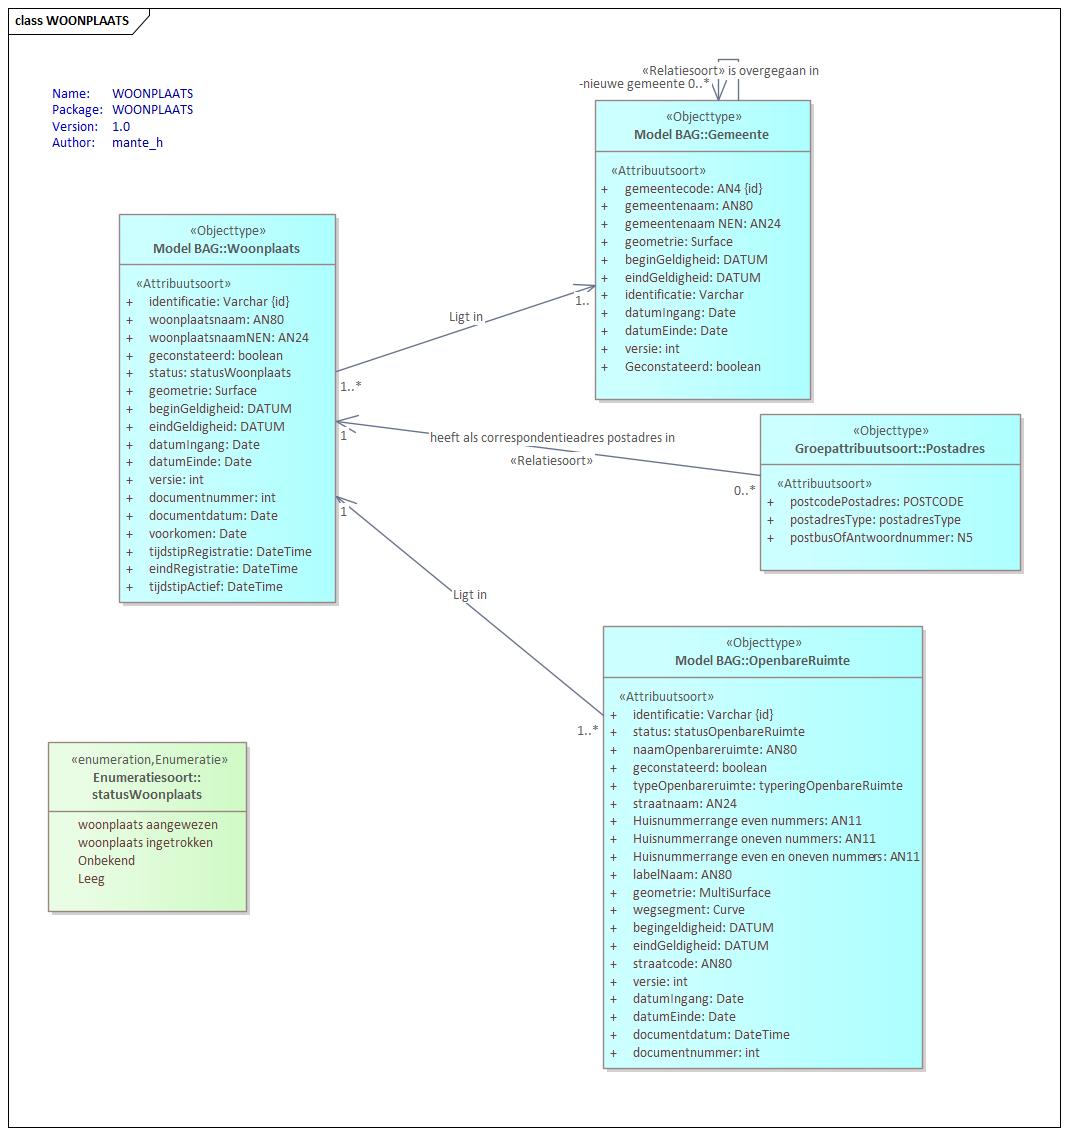 class WOONPLAATS
Name: WOONPLAATS
Package: WOONPLAATS
Version: 1.0
Author: mante_h
«Relatiesoort» is overgegaan in
-nieuwe gemeente 0..*
«Objecttype»
Model BAG::Gemeente
«Attribuutsoort»
+ gemeentecode: AN4 {id}
+ gemeentenaam: AN80
+ gemeentenaam NEN: AN24
+ geometrie: Surface
+ beginGeldigheid: DATUM
+ eindGeldigheid: DATUM
+ identificatie: Varchar
+ datumIngang: Date
+ datumEinde: Date
+ versie: int
+ Geconstateerd: boolean
«Objecttype»
Model BAG::Woonplaats
«Attribuutsoort»
+ identificatie: Varchar {id}
+ woonplaatsnaam: AN80
+ woonplaatsnaamNEN: AN24
+ geconstateerd: boolean
+ status: statusWoonplaats
+ geometrie: Surface
+ beginGeldigheid: DATUM
+ eindGeldigheid: DATUM
+ datumIngang: Date
+ datumEinde: Date
+ versie: int
+ documentnummer: int
+ documentdatum: Date
+ voorkomen: Date
+ tijdstipRegistratie: DateTime
+ eindRegistratie: DateTime
+ tijdstipActief: DateTime
1..
Ligt in
1..*
1
heeft als correspondentieadres postadres in
«Relatiesoort»
0..*
«Objecttype»
Groepattribuutsoort::Postadres
«Attribuutsoort»
+ postcodePostadres: POSTCODE
+ postadresType: postadresType
+ postbusOfAntwoordnummer: N5
1
Ligt in
1..*
«Objecttype»
Model BAG::OpenbareRuimte
«Attribuutsoort»
+ identificatie: Varchar {id}
+ status: statusOpenbareRuimte
+ naamOpenbareruimte: AN80
+ geconstateerd: boolean
+ typeOpenbareruimte: typeringOpenbareRuimte
+ straatnaam: AN24
+ Huisnummerrange even nummers: AN11
+ Huisnummerrange oneven nummers: AN11
+ Huisnummerrange even en oneven nummers: AN11
+ labelNaam: AN80
+ geometrie: MultiSurface
+ wegsegment: Curve
+ begingeldigheid: DATUM
+ eindGeldigheid: DATUM
+ straatcode: AN80
+ versie: int
+ datumIngang: Date
+ datumEinde: Date
+ documentdatum: DateTime
+ documentnummer: int
«enumeration,Enumeratie»
Enumeratiesoort::
statusWoonplaats
woonplaats aangewezen
woonplaats ingetrokken
Onbekend
Leeg